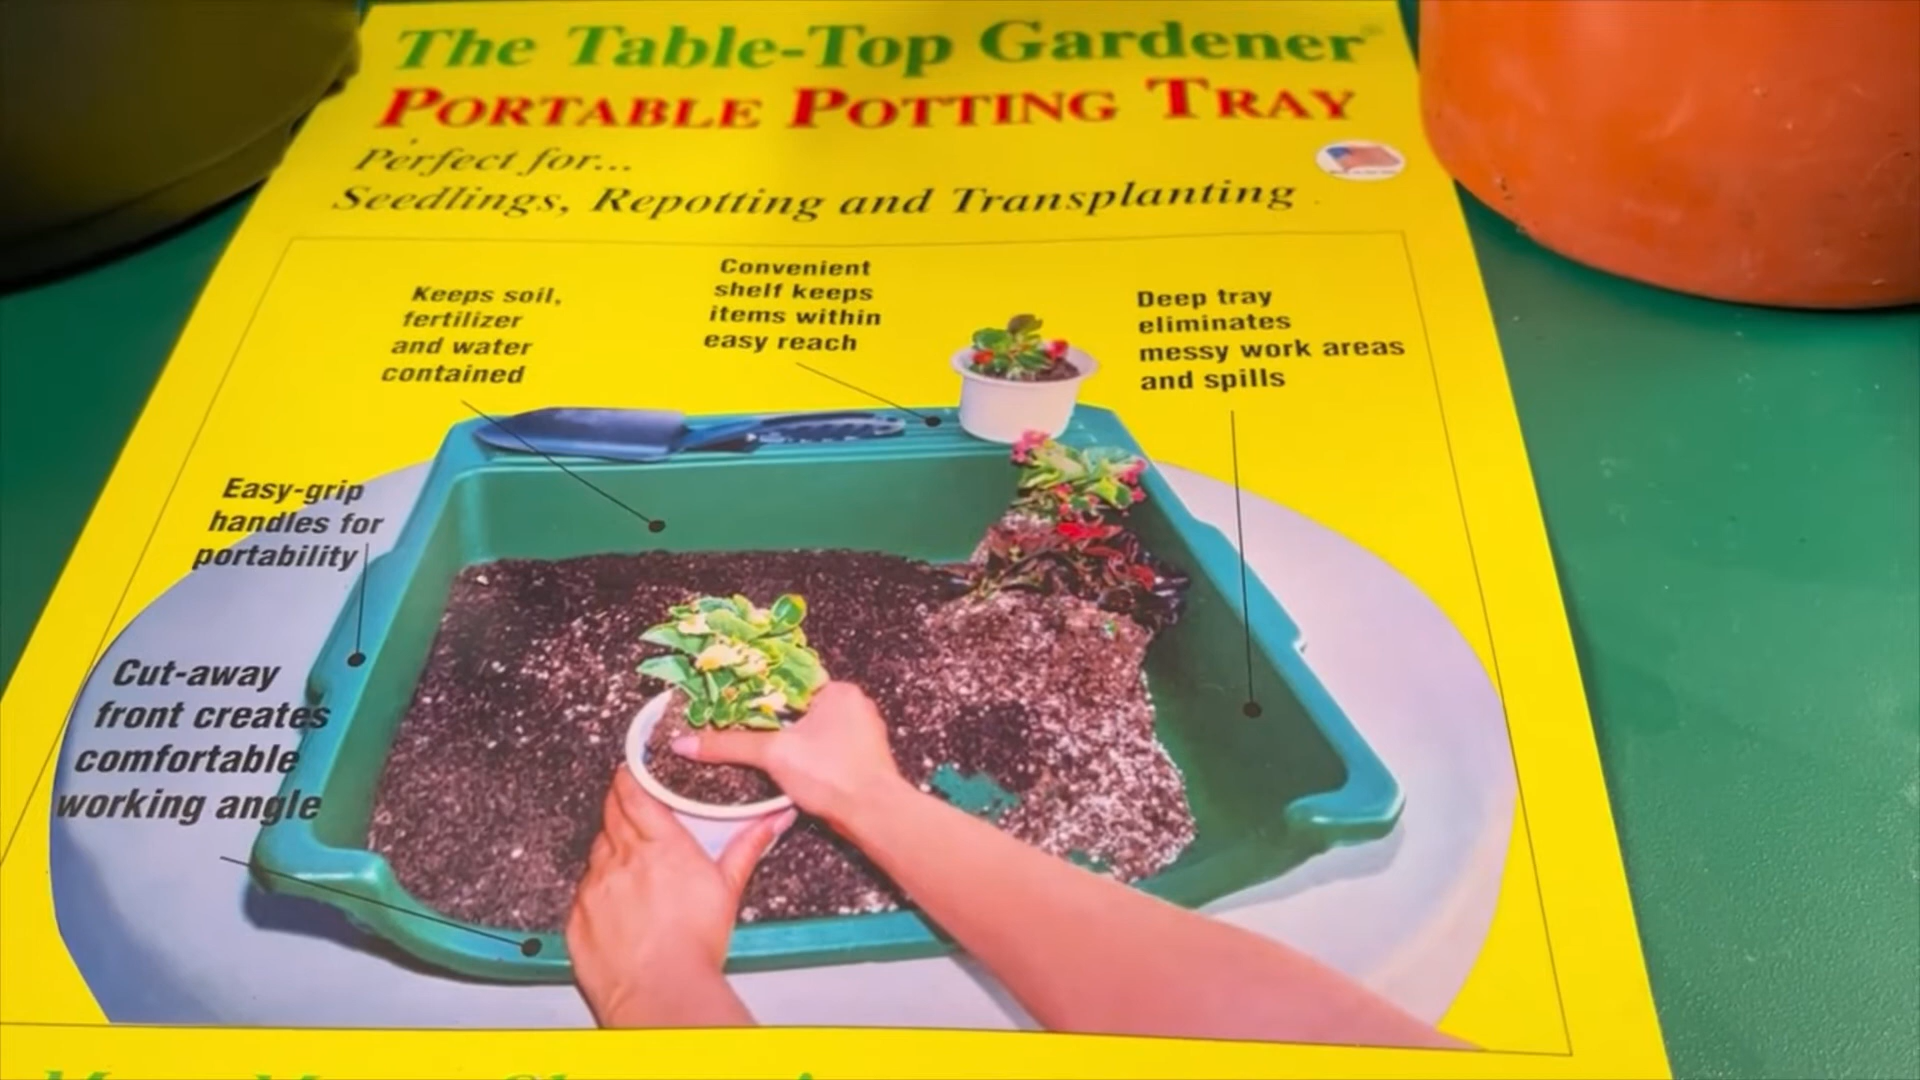 The Table-Top Gardener
PORTABLE POTTING TRAY
Perfect for...
Seedlings, Repotting and Transplanting
Keeps soil,
fertilizer
and water
contained
Convenient
shelf keeps
items within
easy reach
Deep tray
eliminates
messy work areas
and spills
Easy-grip
handles for
portability
Cut-away
front creates
comfortable
working angle